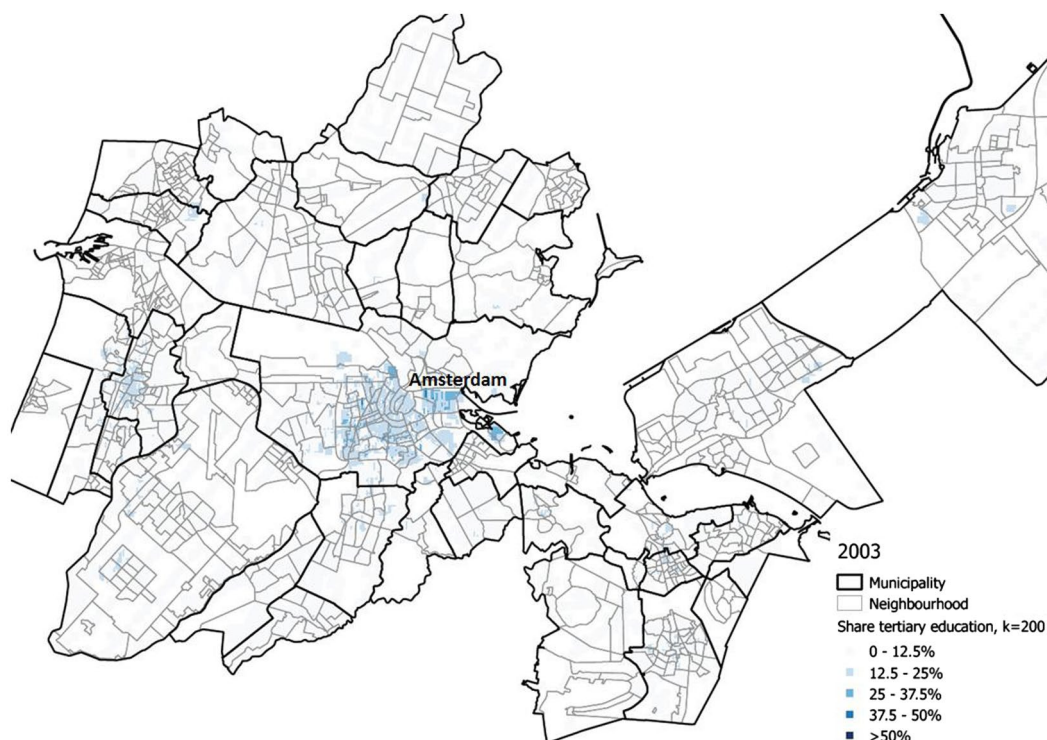 Amsterdam
2003
Municipality
Neighbourhood
Share tertiary education, k=200
0 - 12.5%
12.5 - 25%
25 - 37.5%
37.5 - 50%
>50%